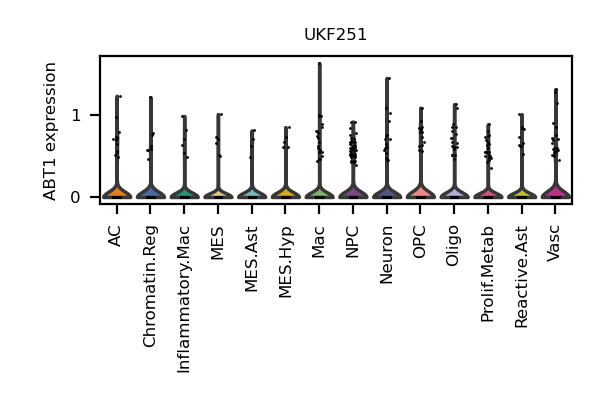 UKF251
ABT1 expression
1
0
AC
Chromatin.Reg
Inflammatory.Mac
MES
MES.Ast
MES.Hyp
Mac
NPC
Neuron
OPC
Oligo
Prolif.Metab
Reactive.Ast
Vasc